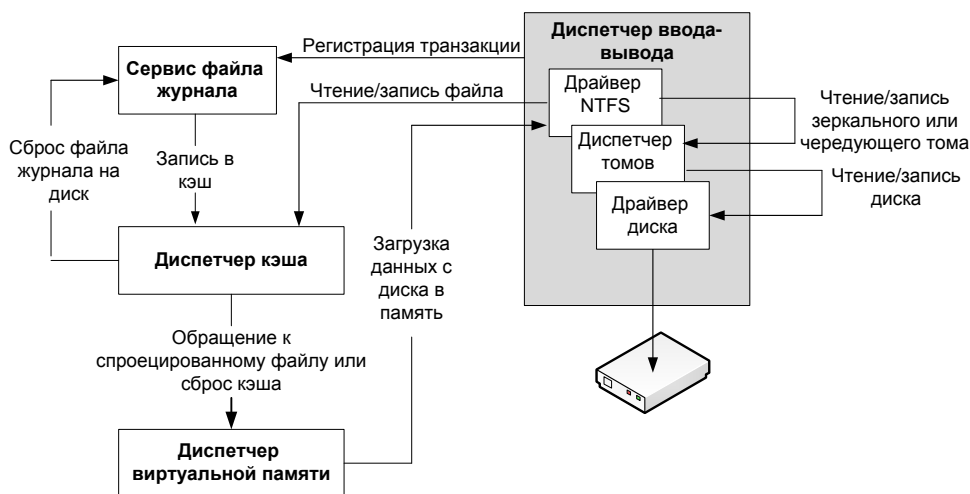 Диспетчер ввода-
вывода
Регистрация транзакции
Сервис файла
журнала
Драйвер
NTFS
Чтение/запись файла
Чтение/запись
зеркального или
чередующего тома
Диспетчер
томов
Сброс файла
журнала на
диск
Запись в
кэш
Чтение/запись
диска
Драйвер
диска
Диспетчер кэша
Загрузка
данных с
диска в
память
Обращение к
спроецированному файлу или
сброс кэша
Диспетчер
виртуальной памяти